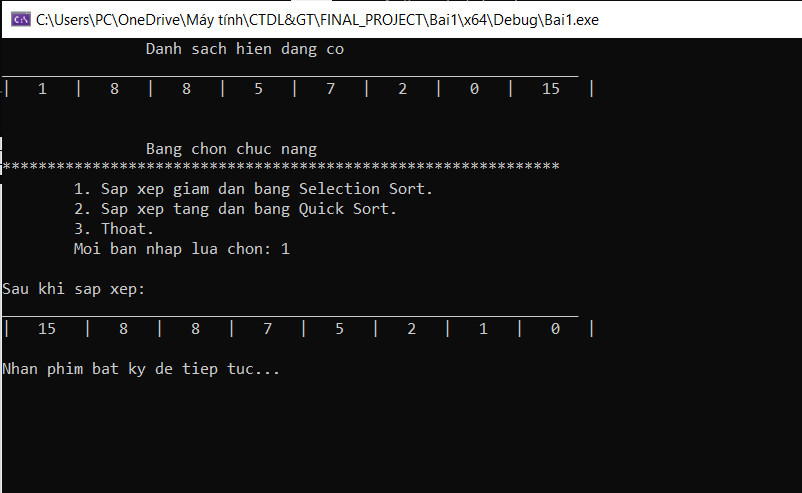 C:\Users\PC\OneDrive\Máy tính\CTDL&GT\FINAL_PROJECT\Bai1\x64\Debug\Bai1.exe
Danh sach hien dang co
________________________________________________________________
| 1 | 8 | 8 | 5 | 7 | 2 | 0 | 15 |
Bang chon chuc nang
**************************************************************
1. Sap xep giam dan bang Selection Sort.
2. Sap xep tang dan bang Quick Sort.
3. Thoat.
Moi ban nhap lua chon: 1
Sau khi sap xep:
________________________________________________________________
| 15 | 8 | 8 | 7 | 5 | 2 | 1 | 0 |
Nhan phim bat ky de tiep tuc...